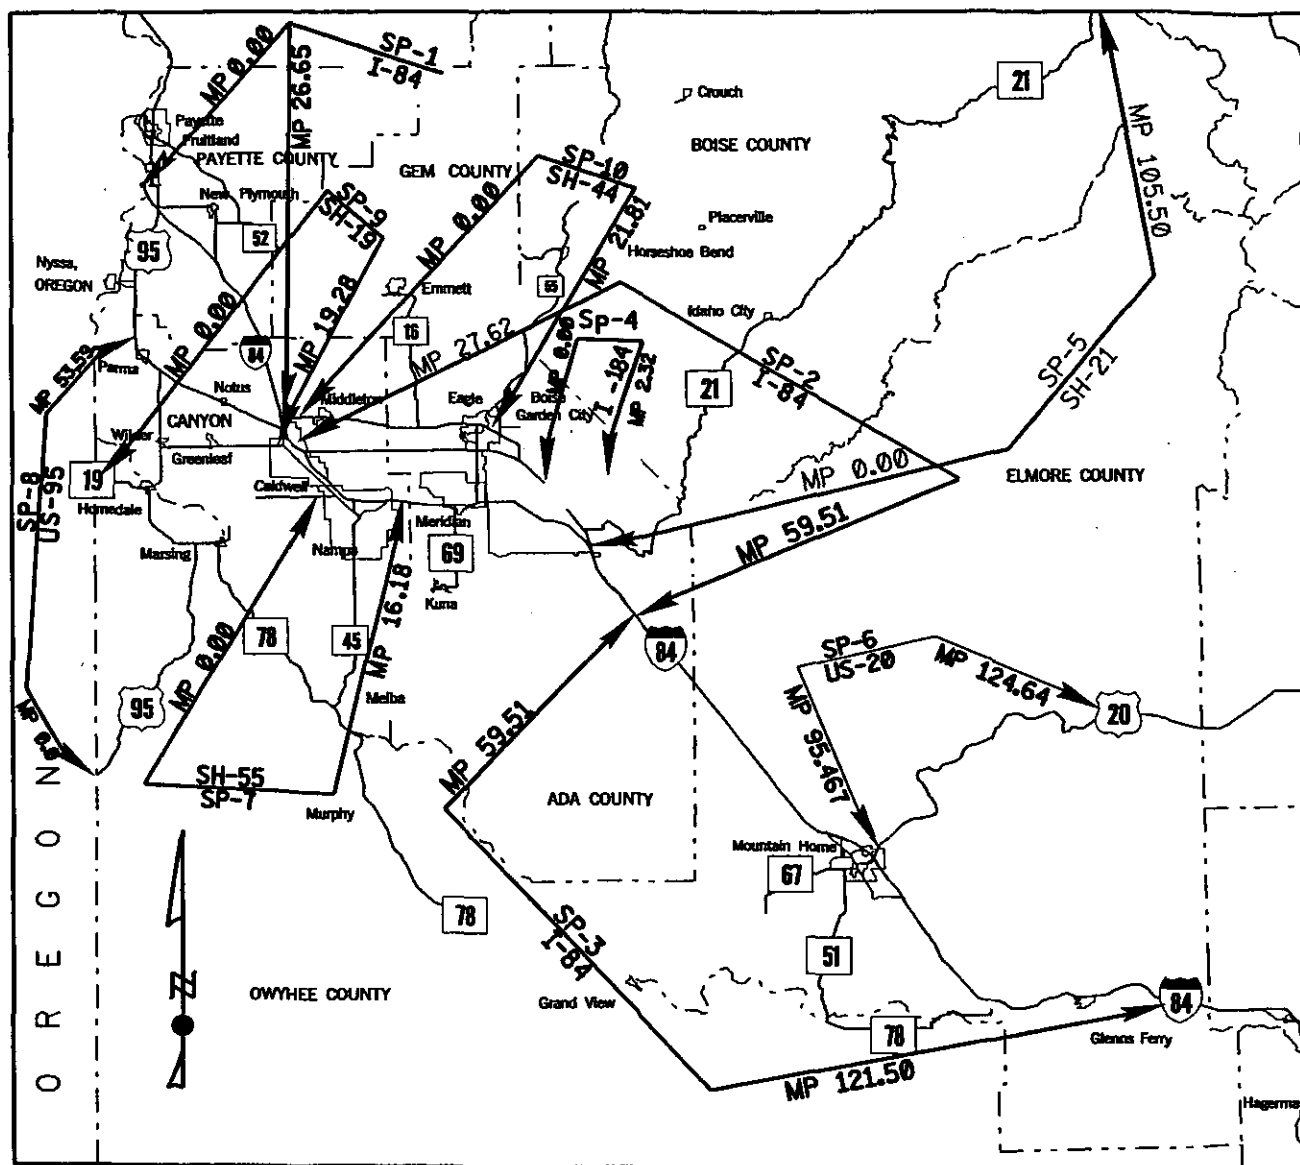 SP-1
I-84
MP 0.00
MP 26.65
21
Crouch
Payette
Fruitland
PAYETTE COUNTY
GEM COUNTY
BOISE COUNTY
SP-10
SH-44
MP 0.00
MP 21.81
MP 105.50
New Plymouth
SP-9
SH-19
52
95
Placerville
Horseshoe Bend
Nyssa,
OREGON
Emmett
55
Idaho City
SP-4
MP 0.00
MP 19.28
16
MP 27.62
MP 0.00
I-184
MP 2.32
SP-2
I-84
SP-5
SH-21
MP 53.59
Parma
84
21
Notus
Middleton
Eagle
Boise
Garden City
CANYON
Wilder
Greenleaf
19
Homedale
Caldwell
MP 0.00
ELMORE COUNTY
SP-8
US-95
Marsing
Nampa
Meridian
69
MP 59.51
Kuna
MP 16.18
78
45
MP 0.00
84
SP-6
US-20
MP 124.64
95
Melba
20
MP 59.51
MP 95.467
SH-55
SP-7
Murphy
ADA COUNTY
Mountain Home
67
78
SP-3
I-84
51
OREGON
OWYHEE COUNTY
Grand View
84
78
Glenns Ferry
MP 121.50
N
Hagerma